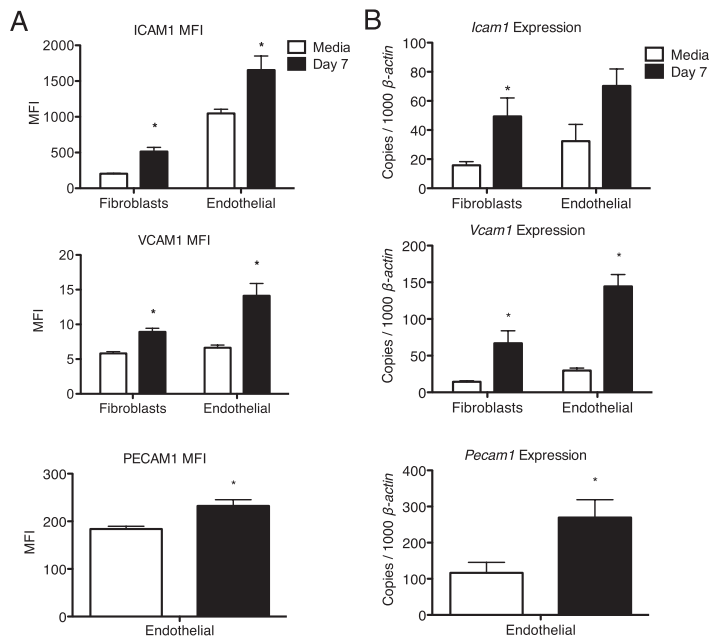 A
ICAM1 MFI
MFI
2000
1500
1000
500
0
*
*
Media
Day 7
Fibroblasts
Endothelial
VCAM1 MFI
MFI
20
15
10
5
0
*
*
Fibroblasts
Endothelial
PECAM1 MFI
MFI
300
200
100
0
*
Endothelial
B
Icam1 Expression
Copies / 1000 β-actin
100
80
60
40
20
0
*
Media
Day 7
Fibroblasts
Endothelial
Vcam1 Expression
Copies / 1000 β-actin
200
150
100
50
0
*
*
Fibroblasts
Endothelial
Pecam1 Expression
Copies / 1000 β-actin
400
300
200
100
0
*
Endothelial